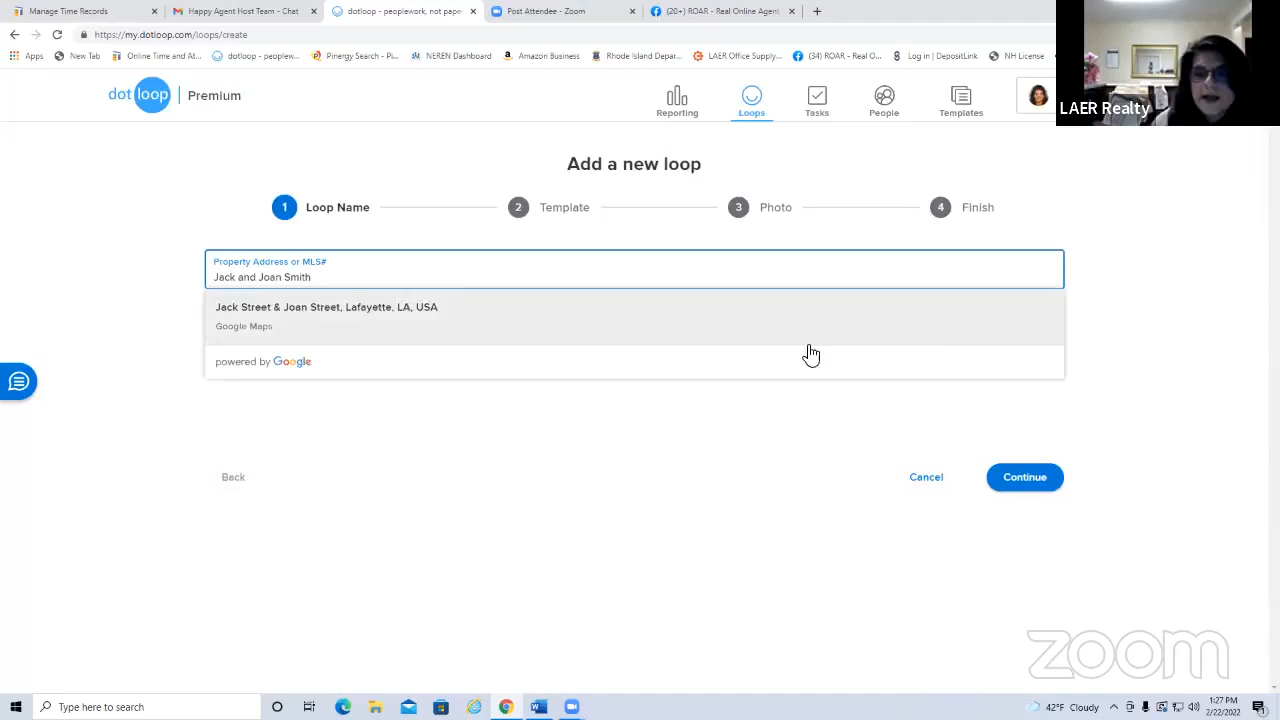 Manage Time Records
Happy Agent Host Team - Chat
dotloop - peoplework, not paper
Post Attendee - Zoom
(20+) ROAR - Real Online Agent
https://my.dotloop.com/loops/create
Apps
New Tab
Online Time and At...
dotloop - peoplew...
Pinergy Search - Pi...
NEREN Dashboard
Amazon Business
Rhode Island Depar...
LAER Office Supply...
(34) ROAR - Real O...
Log in | DepositLink
NH License
dotloop Premium
Reporting
Loops
Tasks
People
Templates
LAER Realty
Add a new loop
1 Loop Name
2 Template
3 Photo
4 Finish
Property Address or MLS#
Jack and Joan Smith
Jack Street & Joan Street, Lafayette, LA, USA
Google Maps
powered by Google
Back
Cancel
Continue
zoom
Type here to search
42°F Cloudy
1:27 PM
2/22/2022